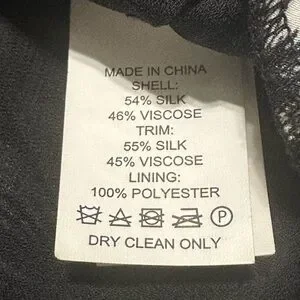 MADE IN CHINA
SHELL:
54% SILK
46% VISCOSE
TRIM:
55% SILK
45% VISCOSE
LINING:
100% POLYESTER
P
DRY CLEAN ONLY